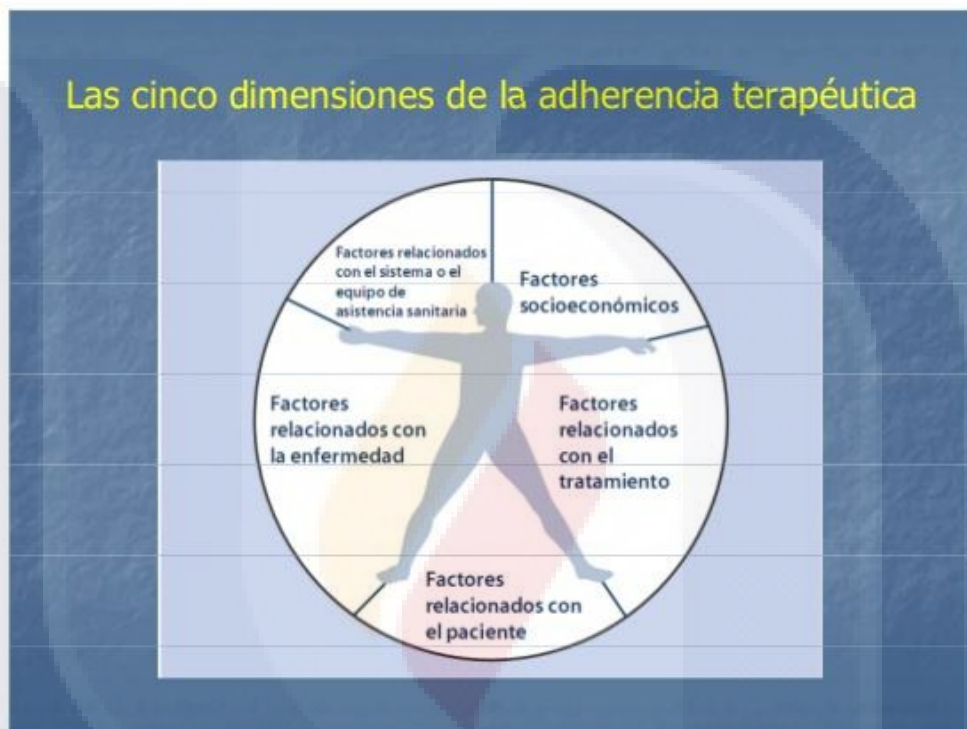 Las cinco dimensiones de la adherencia terapéutica
Factores relacionados
con el sistema o el
equipo de
asistencia sanitaria
Factores
socioeconómicos
Factores
relacionados con
la enfermedad
Factores
relacionados
con el
tratamiento
Factores
relacionados con
el paciente